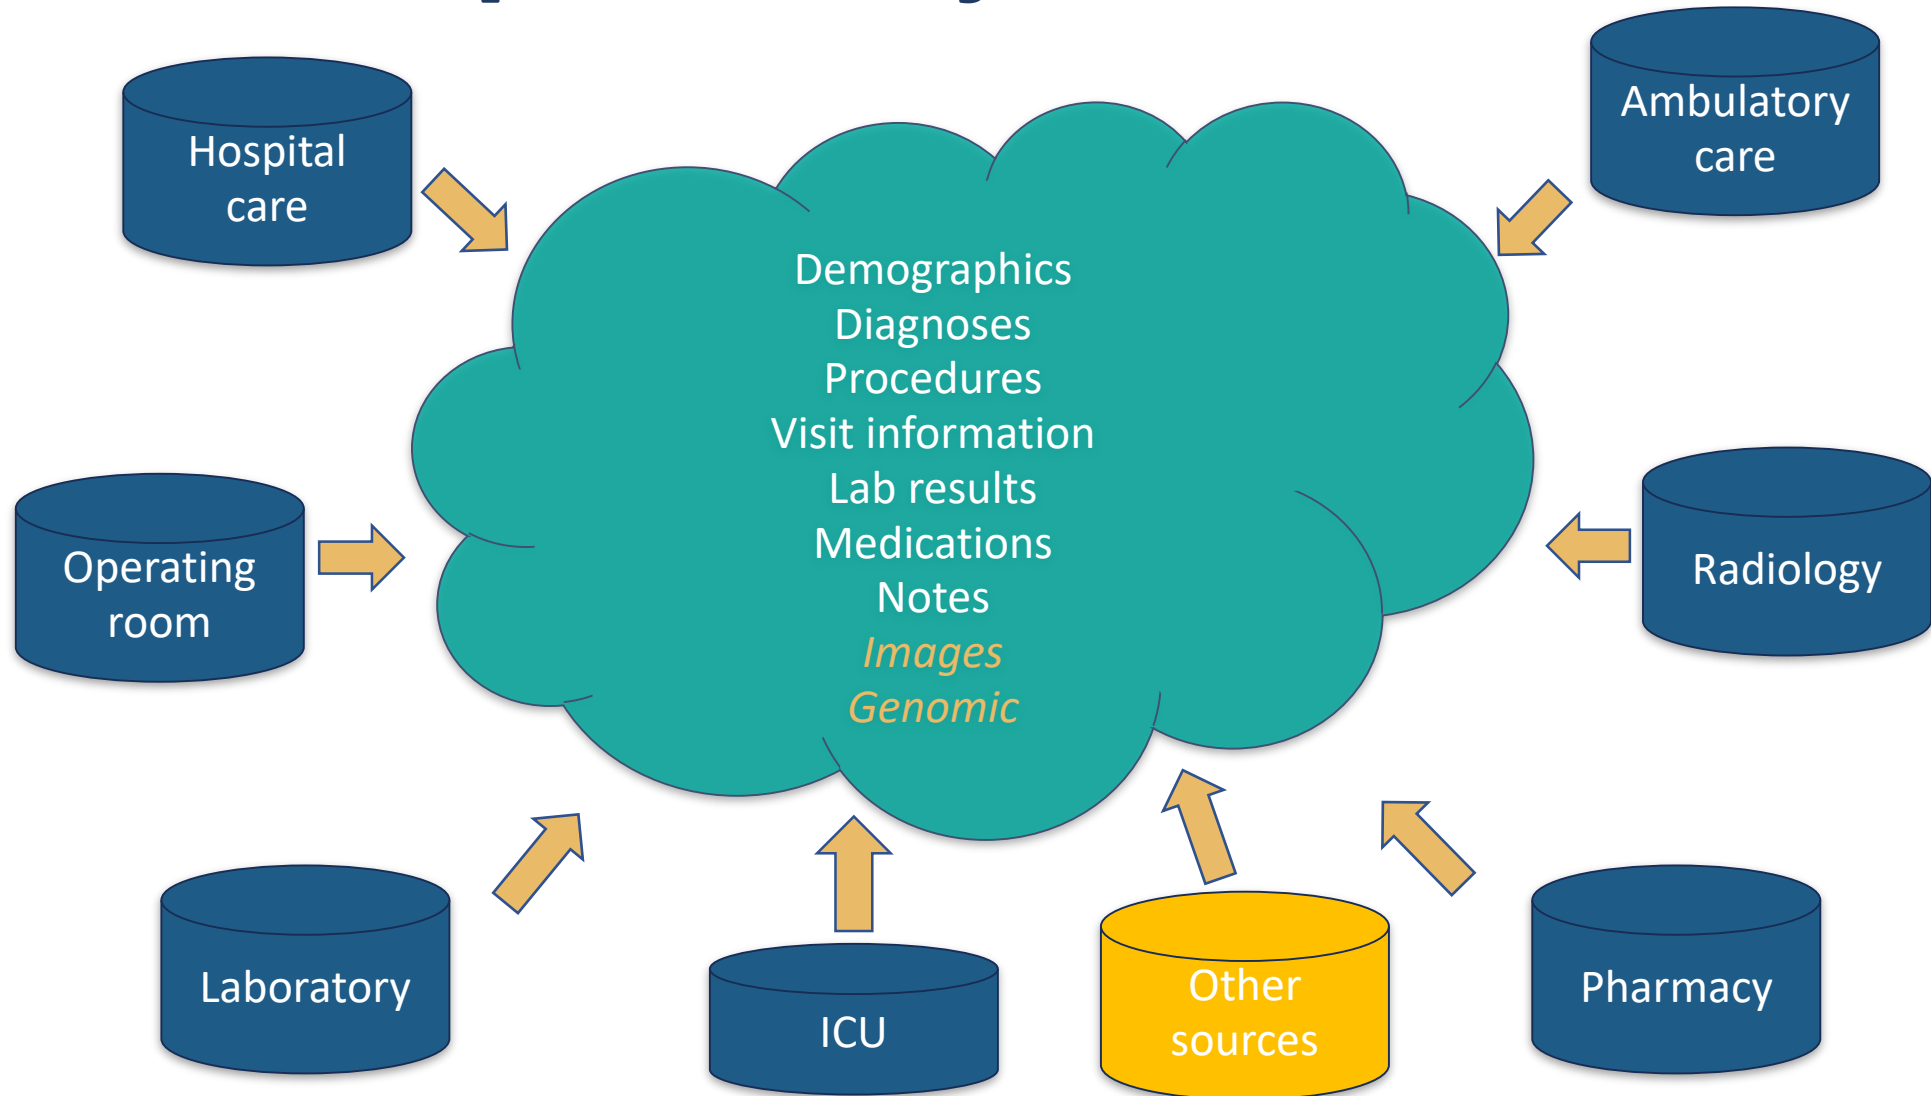 Hospital
care
Ambulatory
care
Demographics
Diagnoses
Procedures
Visit information
Lab results
Medications
Notes
Images
Genomic
Operating
room
Radiology
Laboratory
ICU
Other
sources
Pharmacy